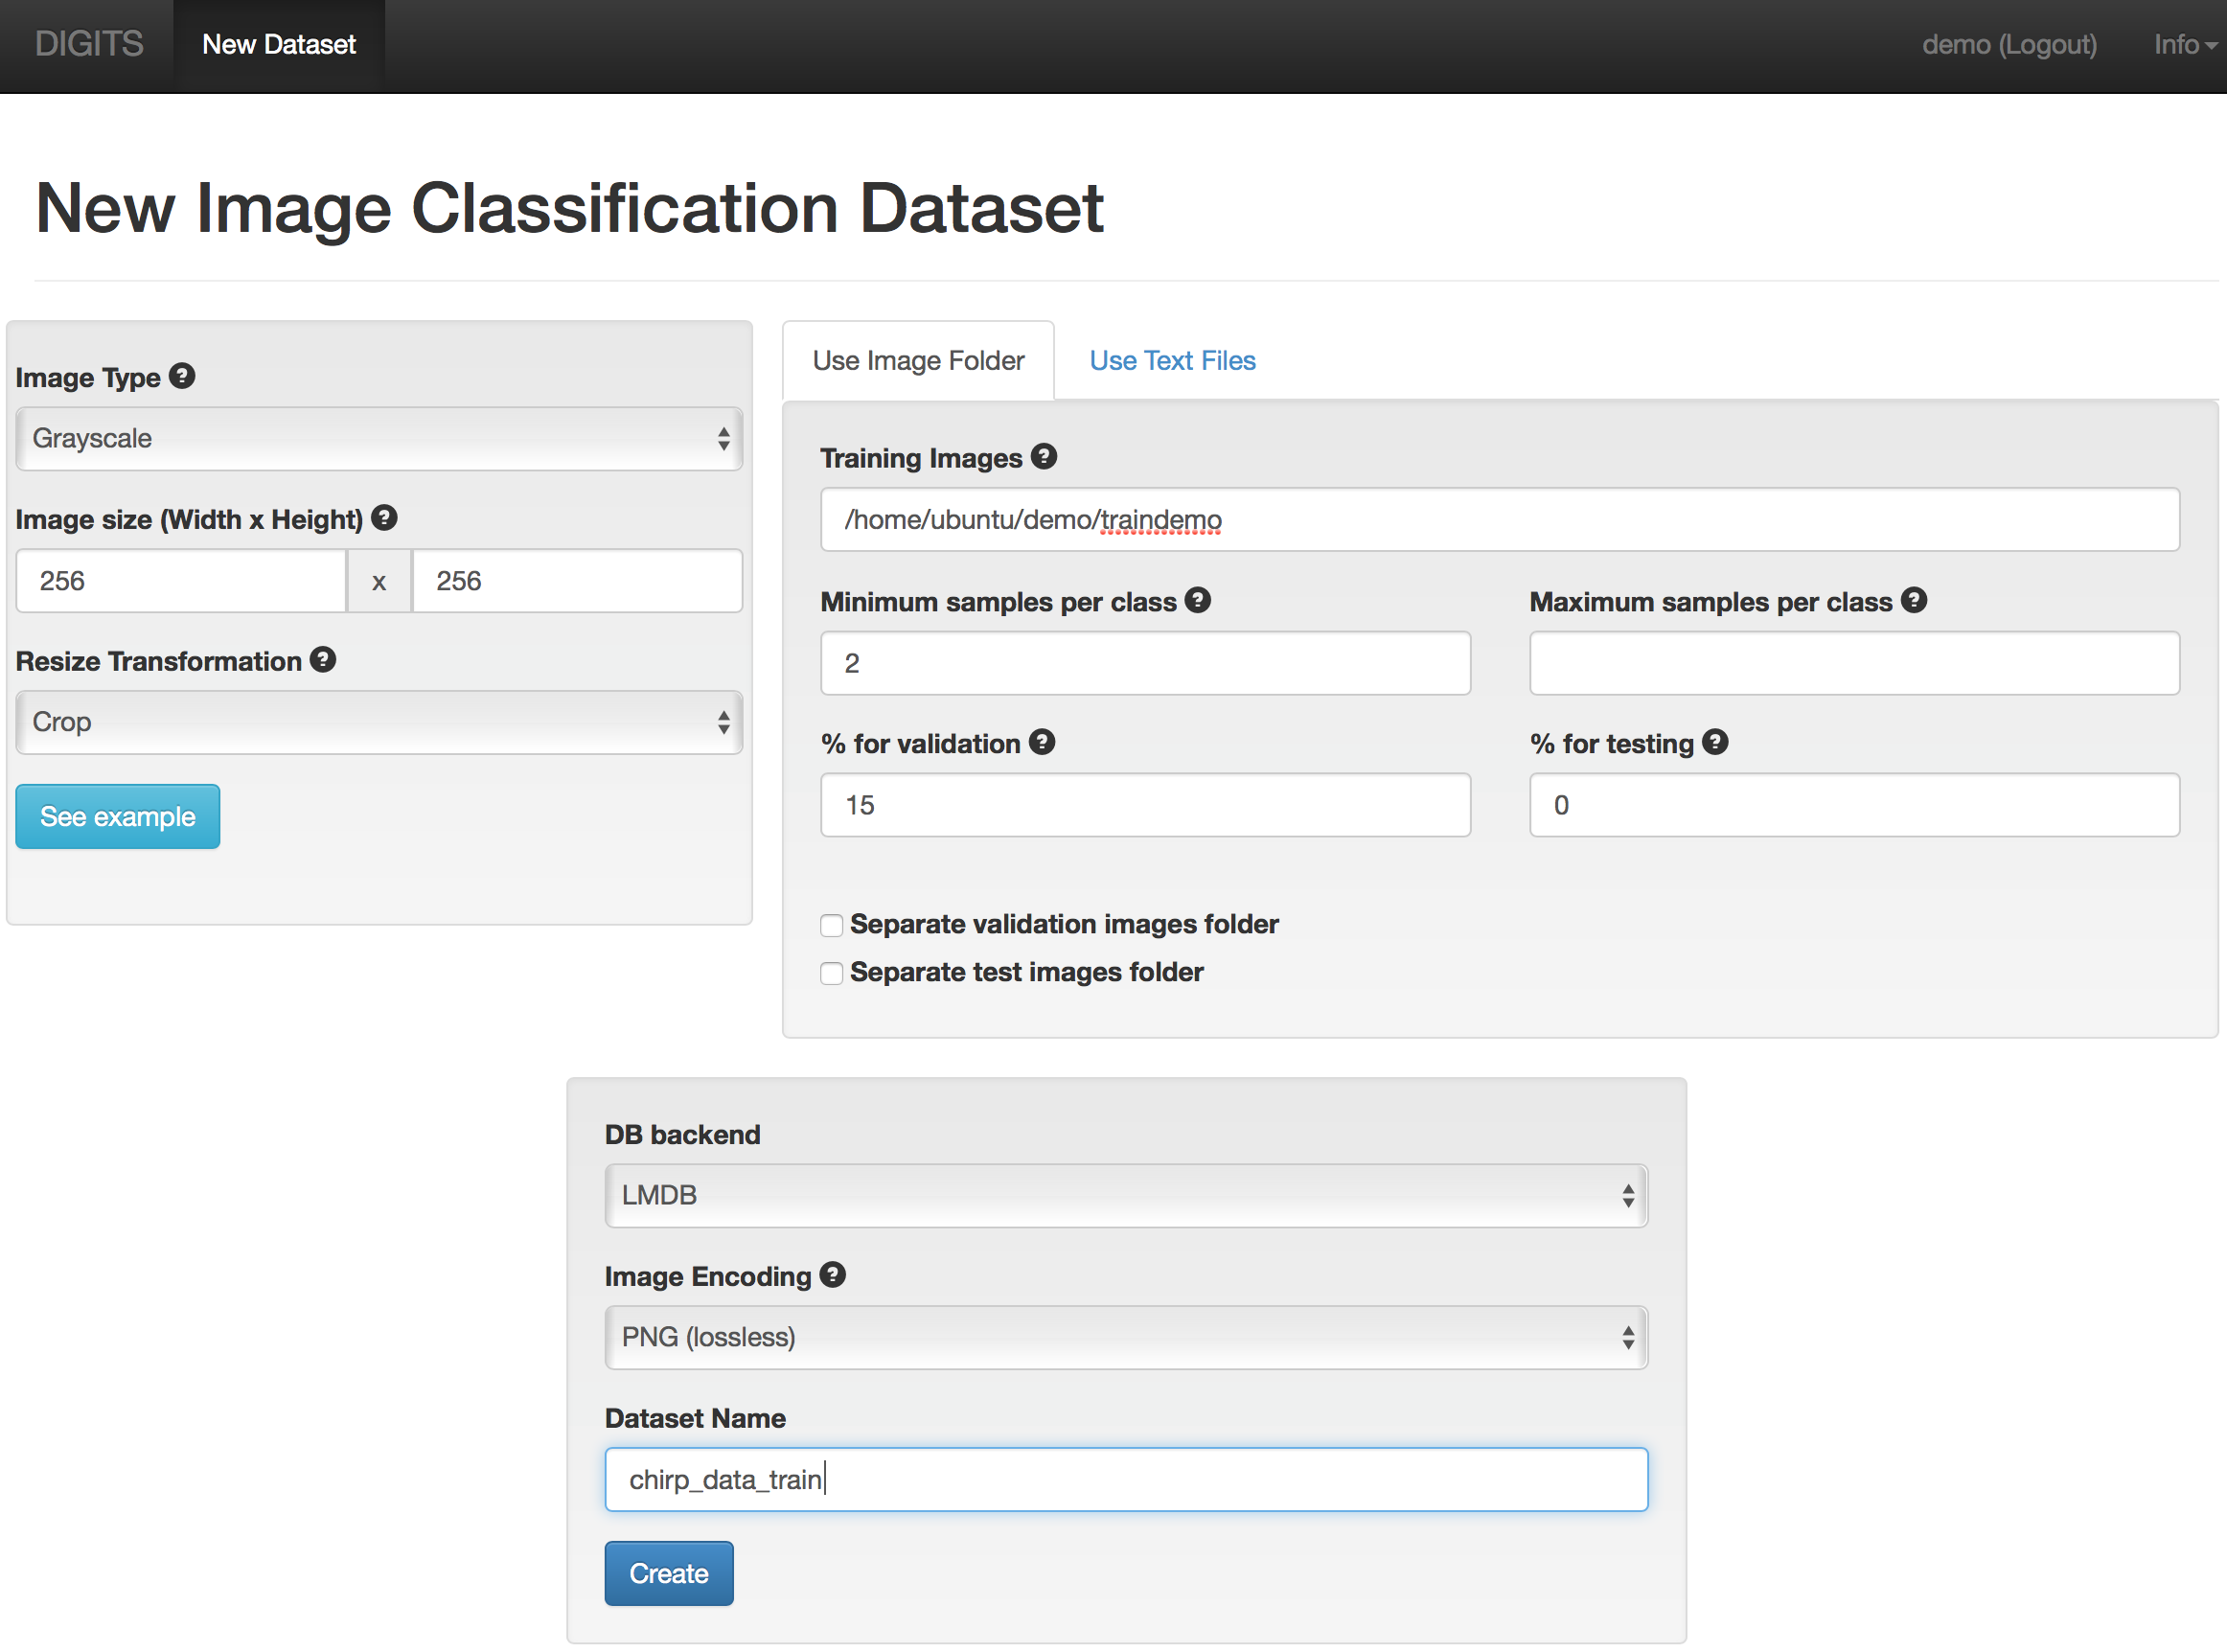 DIGITS New Dataset demo (Logout) Info
New Image Classification Dataset
Image Type ?
Grayscale
Image size (Width x Height) ?
256 x 256
Resize Transformation ?
Crop
See example
Use Image Folder Use Text Files
Training Images ?
/home/ubuntu/demo/traindemo
Minimum samples per class ? Maximum samples per class ?
2
% for validation ? % for testing ?
15 0
Separate validation images folder
Separate test images folder
DB backend
LMDB
Image Encoding ?
PNG (lossless)
Dataset Name
chirp_data_train
Create